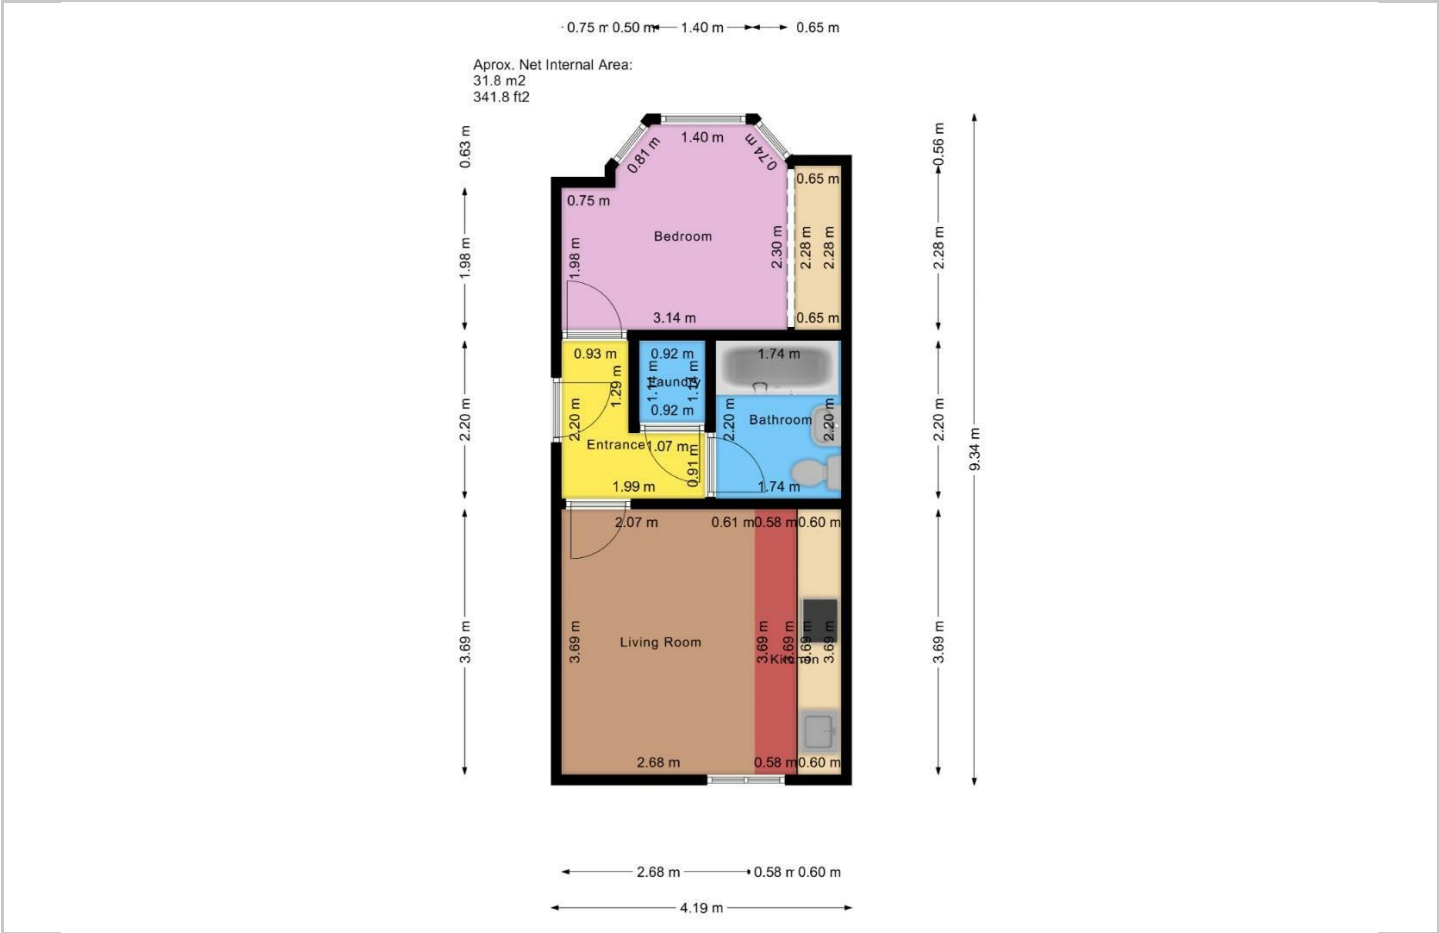 0.75 m 0.50 m 1.40 m 0.65 m
Aprox. Net Internal Area:
31.8 m2
341.8 ft2
0.63 m
0.56 m
1.40 m
0.81 m
0.74 m
0.65 m
0.75 m
Bedroom
1.98 m
1.98 m
2.30 m
2.28 m
2.28 m
2.28 m
3.14 m
0.65 m
0.93 m
0.92 m
1.74 m
1.29 m
Laundry
0.92 m
2.20 m
2.20 m
2.20 m
Bathroom
2.20 m
2.20 m
9.34 m
Entrance
1.07 m
0.91 m
1.99 m
1.74 m
2.07 m
0.61 m
0.58 m
0.60 m
3.69 m
3.69 m
Living Room
3.69 m
3.69 m
3.69 m
3.69 m
3.69 m
Kitchen
2.68 m
0.58 m
0.60 m
2.68 m
0.58 m
0.60 m
4.19 m